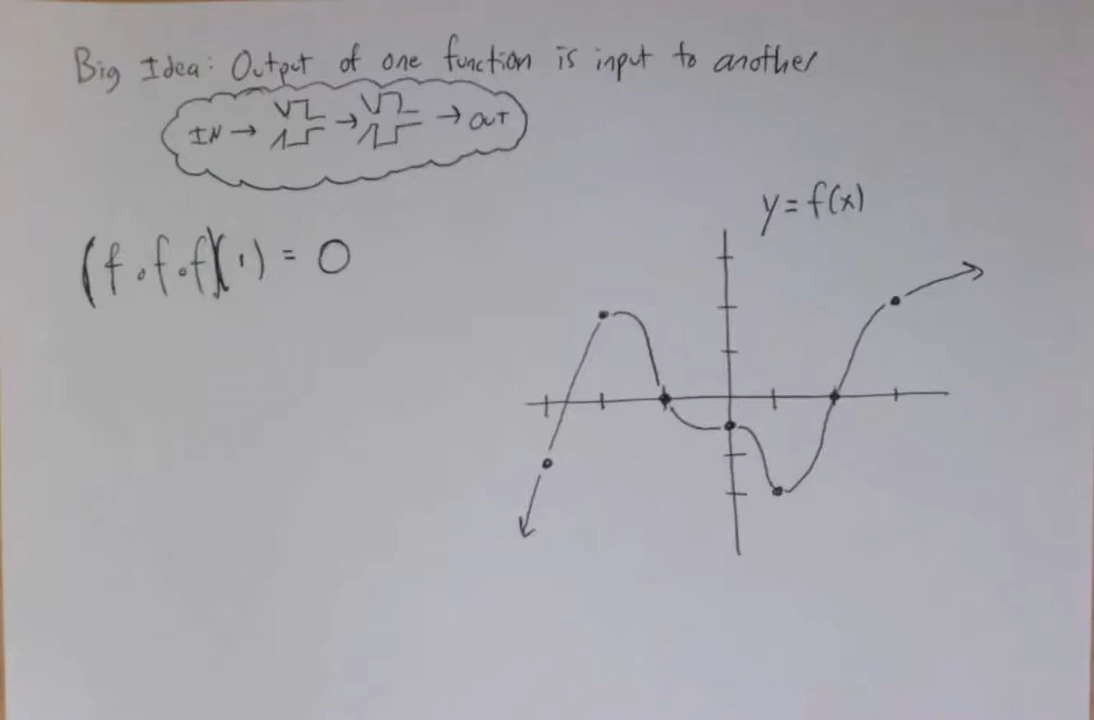 Big Idea: Output of one function is input to another
IN → → → OUT
y = f(x)
(f∘f∘f)(1) = 0